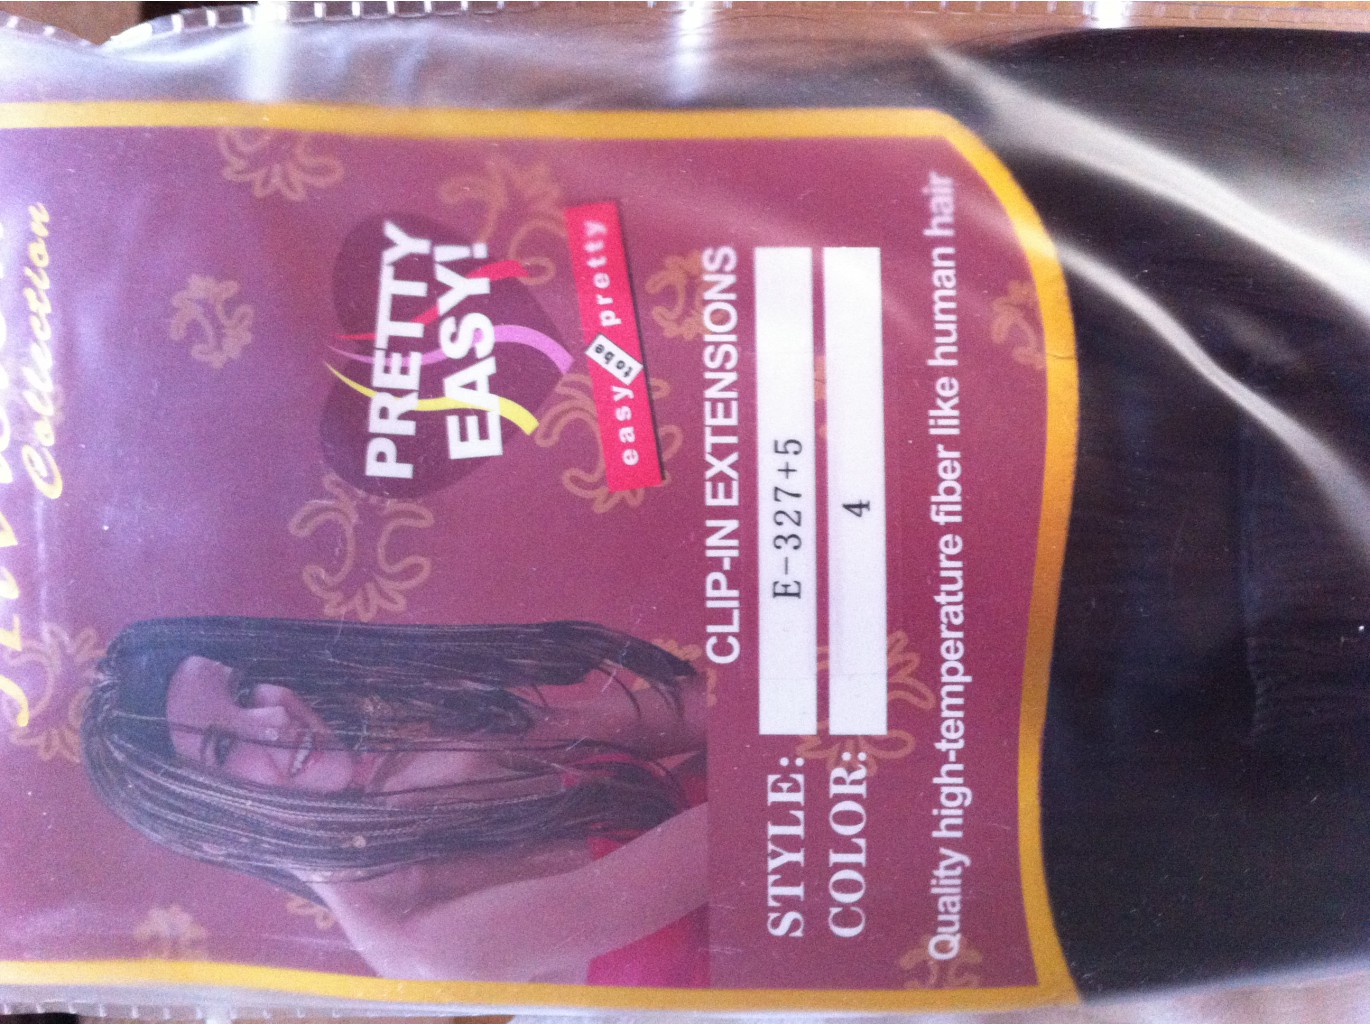 Collection
PRETTY
EASY!
easy to be pretty
CLIP-IN EXTENSIONS
STYLE: E-327+5
COLOR: 4
Quality high-temperature fiber like human hair